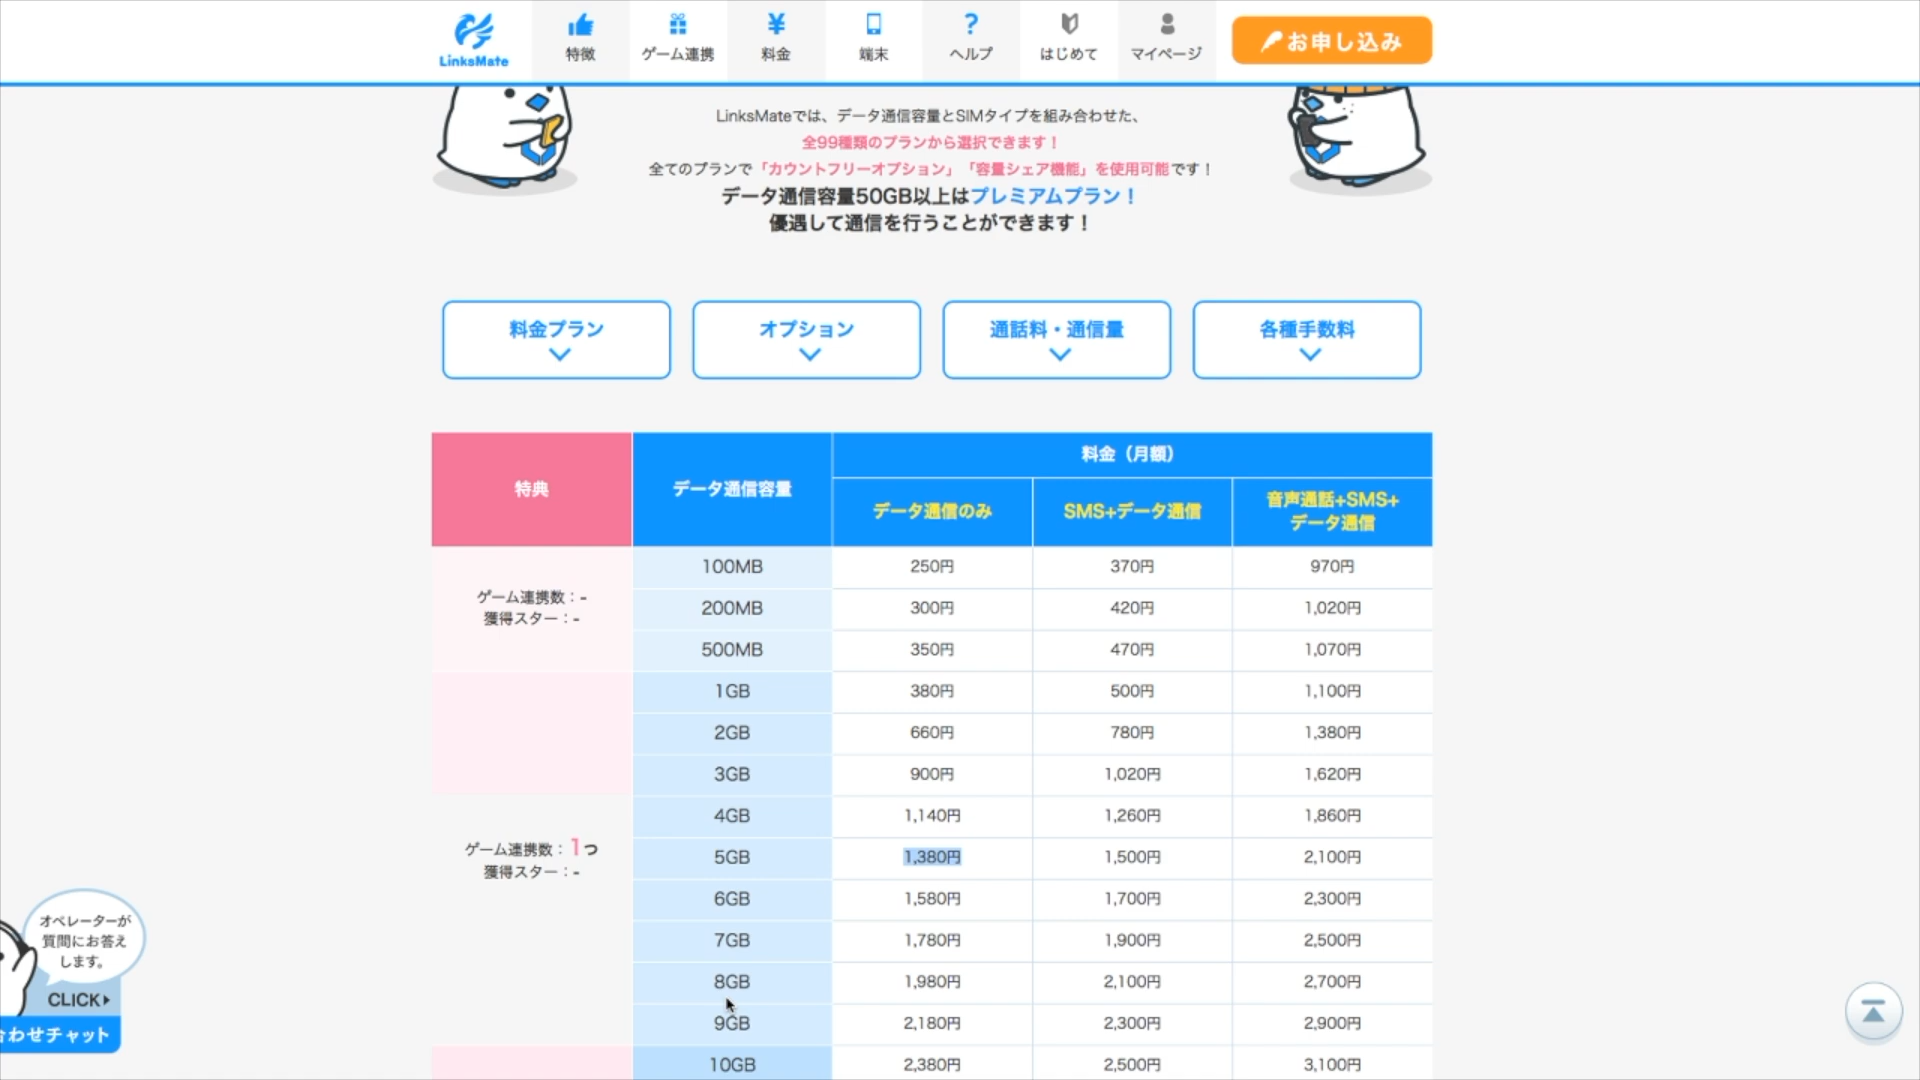 LinksMate
特徴
ゲーム連携
料金
端末
ヘルプ
はじめて
マイページ
お申し込み
LinksMateでは、データ通信容量とSIMタイプを組み合わせた、
全99種類のプランから選択できます！
全てのプランで「カウントフリーオプション」「容量シェア機能」を使用可能です！
データ通信容量50GB以上はプレミアムプラン！
優遇して通信を行うことができます！
料金プラン
オプション
通話料・通信量
各種手数料
特典
データ通信容量
料金（月額）
データ通信のみ
SMS+データ通信
音声通話+SMS+
データ通信
ゲーム連携数：-
獲得スター：-
100MB 250円 370円 970円
200MB 300円 420円 1,020円
500MB 350円 470円 1,070円
1GB 380円 500円 1,100円
2GB 660円 780円 1,380円
3GB 900円 1,020円 1,620円
4GB 1,140円 1,260円 1,860円
ゲーム連携数：1つ
獲得スター：-
5GB 1,380円 1,500円 2,100円
6GB 1,580円 1,700円 2,300円
7GB 1,780円 1,900円 2,500円
8GB 1,980円 2,100円 2,700円
9GB 2,180円 2,300円 2,900円
10GB 2,380円 2,500円 3,100円
オペレーターが
質問にお答え
します。
CLICK
合わせチャット